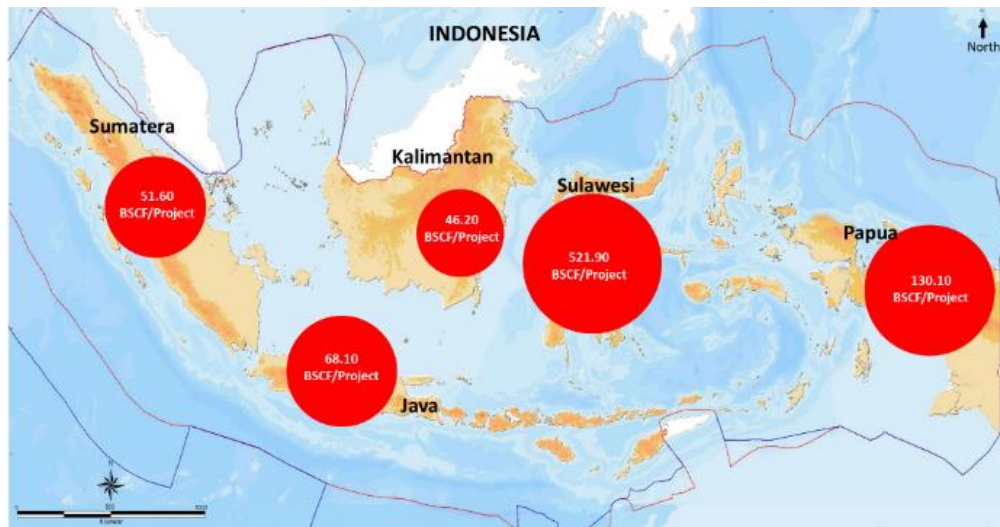 INDONESIA
North
Sumatera
Kalimantan
Sulawesi
Papua
Java
51.60
BSCF/Project
46.20
BSCF/Project
521.90
BSCF/Project
130.10
BSCF/Project
68.10
BSCF/Project
N